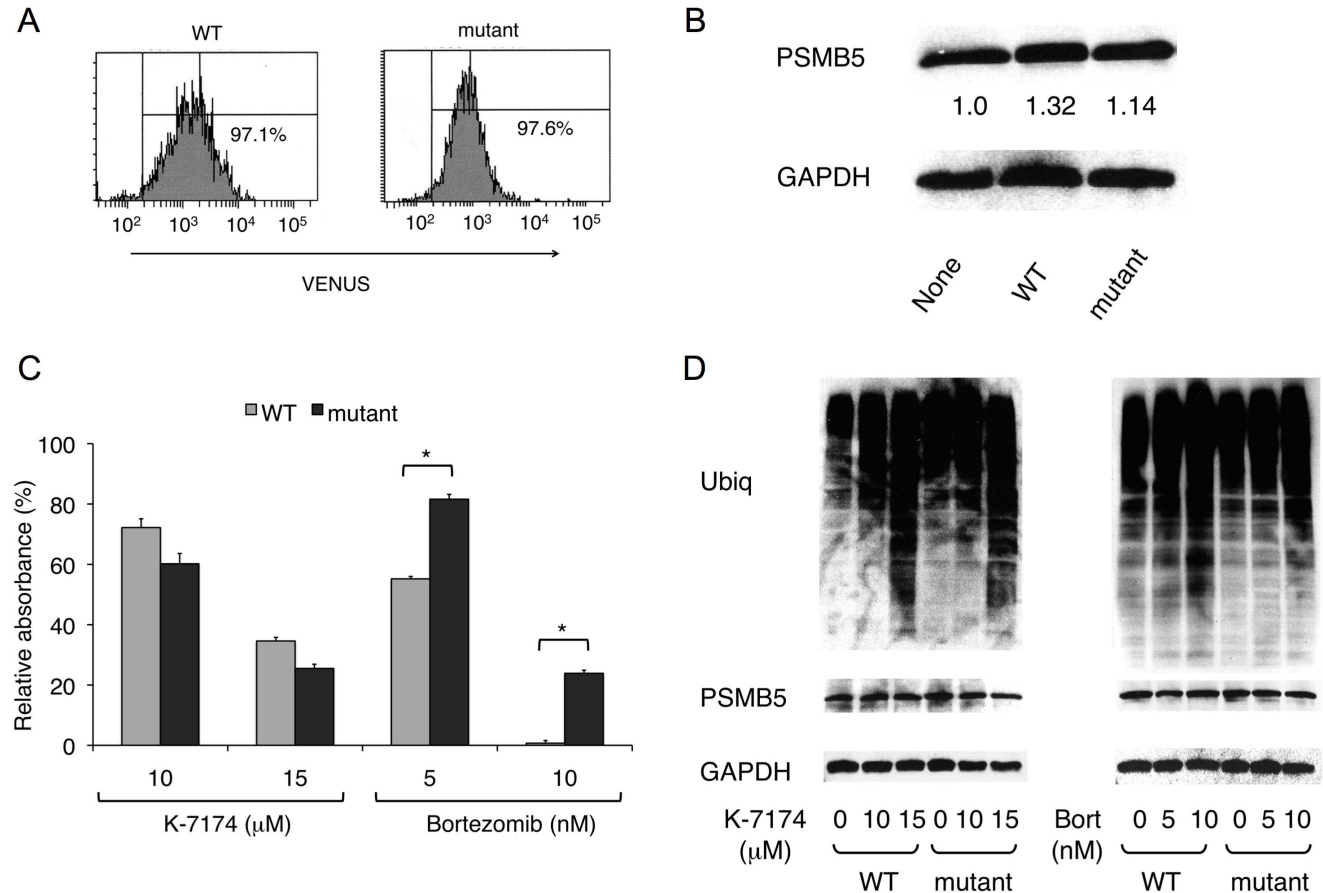 A
WT
mutant
97.1%
97.6%
10² 10³ 10⁴ 10⁵
10² 10³ 10⁴ 10⁵
VENUS
B
PSMB5
1.0 1.32 1.14
GAPDH
None WT mutant
C
WT mutant
Relative absorbance (%)
100
80
60
40
20
0
* *
10 15 5 10
K-7174 (μM) Bortezomib (nM)
D
Ubiq
PSMB5
GAPDH
K-7174 0 10 15 0 10 15
(μM)
WT mutant
Bort 0 5 10 0 5 10
(nM)
WT mutant